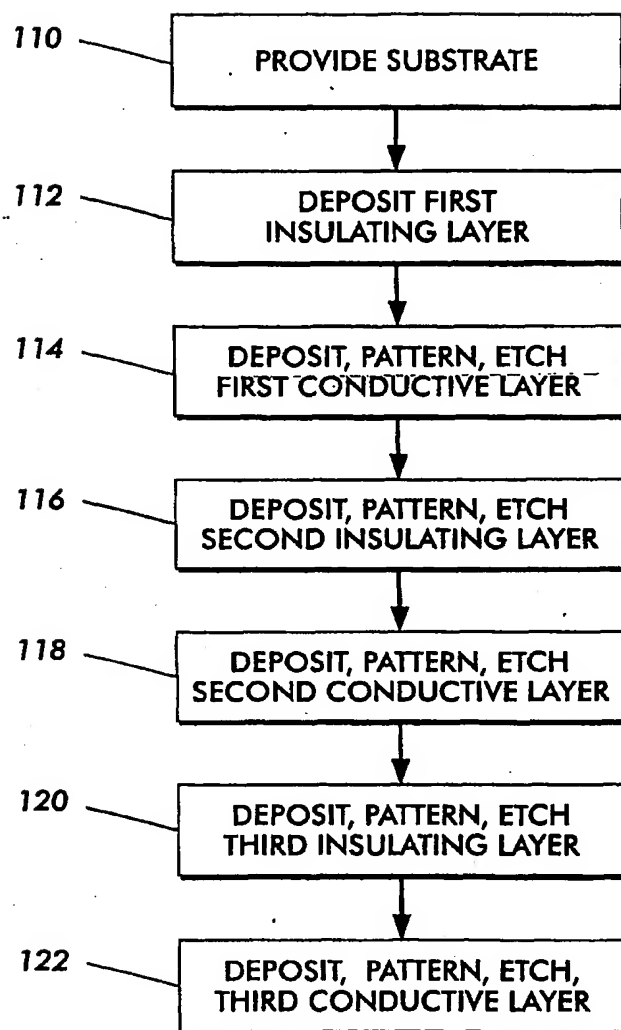 110
PROVIDE SUBSTRATE
112
DEPOSIT FIRST
INSULATING LAYER
114
DEPOSIT, PATTERN, ETCH
FIRST CONDUCTIVE LAYER
116
DEPOSIT, PATTERN, ETCH
SECOND INSULATING LAYER
118
DEPOSIT, PATTERN, ETCH
SECOND CONDUCTIVE LAYER
120
DEPOSIT, PATTERN, ETCH
THIRD INSULATING LAYER
122
DEPOSIT, PATTERN, ETCH,
THIRD CONDUCTIVE LAYER